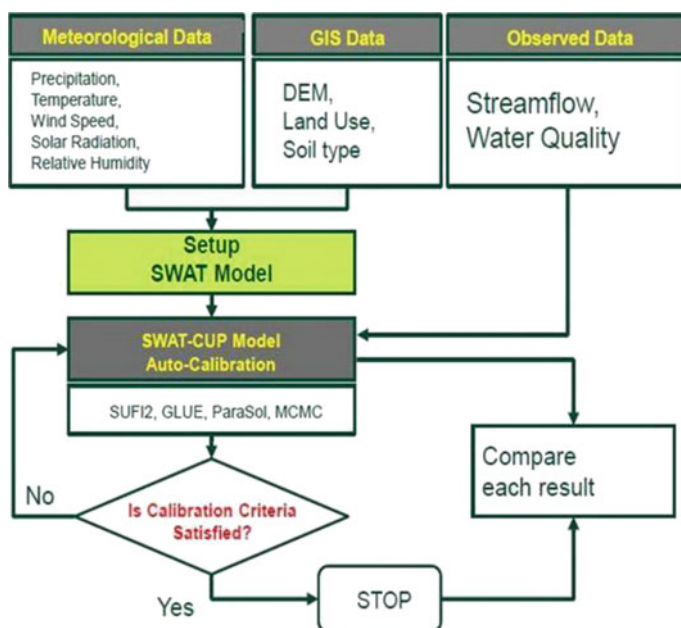 Meteorological Data
Precipitation,
Temperature,
Wind Speed,
Solar Radiation,
Relative Humidity
GIS Data
DEM,
Land Use,
Soil type
Observed Data
Streamflow,
Water Quality
Setup
SWAT Model
SWAT-CUP Model
Auto-Calibration
SUFI2, GLUE, ParaSol, MCMC
No
Is Calibration Criteria
Satisfied?
Compare
each result
Yes
STOP